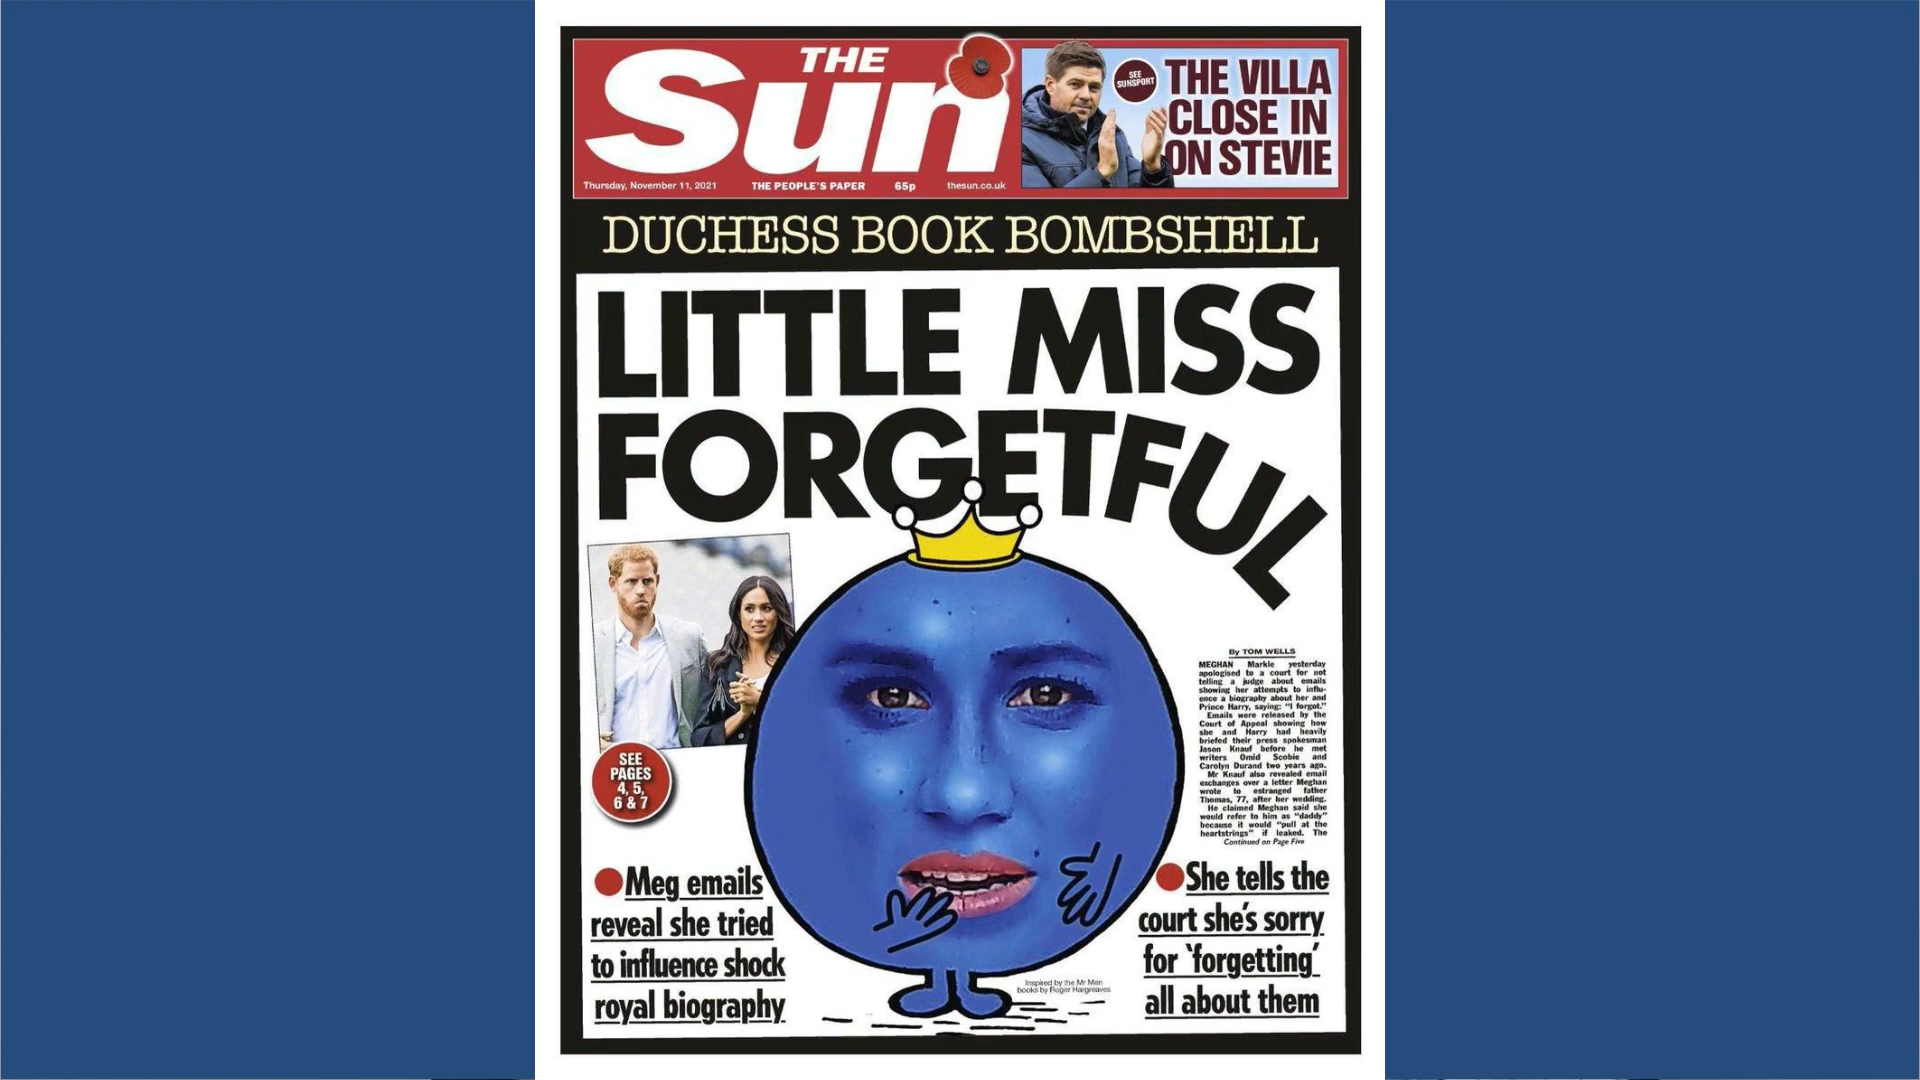 THE
Sun
Thursday, November 11, 2021
THE PEOPLE'S PAPER
65p
thesun.co.uk
SEE
SUNSPORT
THE VILLA
CLOSE IN
ON STEVIE
DUCHESS BOOK BOMBSHELL
LITTLE MISS
FORGETFUL
SEE
PAGES
4, 5,
6 & 7
By TOM WELLS
MEGHAN Markle yesterday
apologised to a court for not
telling a judge about emails
showing her attempts to influ-
ence a biography about her and
Prince Harry, saying: "I forgot."
Emails were released by the
Court of Appeal showing how
she and Harry had heavily
briefed their press spokesman
Jason Knauf before he met
writers Omid Scobie and
Carolyn Durand two years ago.
Mr Knauf also revealed email
exchanges over a letter Meghan
wrote to estranged father
Thomas, 77, after her wedding.
He claimed Meghan said she
would refer to him as "daddy"
because it would "pull at the
heartstrings" if leaked. The
Continued on Page Five
Meg emails
reveal she tried
to influence shock
royal biography
She tells the
court she's sorry
for 'forgetting'
all about them
Inspired by the Mr Men
books by Roger Hargreaves